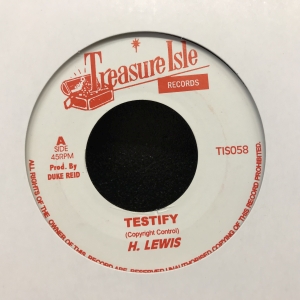 Treasure Isle
RECORDS
A
SIDE
45RPM
Prod. By
DUKE REID
TIS058
TESTIFY
(Copyright Control)
H. LEWIS
ALL RIGHTS OF THE OWNER OF THIS RECORD ARE RESERVED UNAUTHORISED COPYING OF THIS RECORD PROHIBITED.